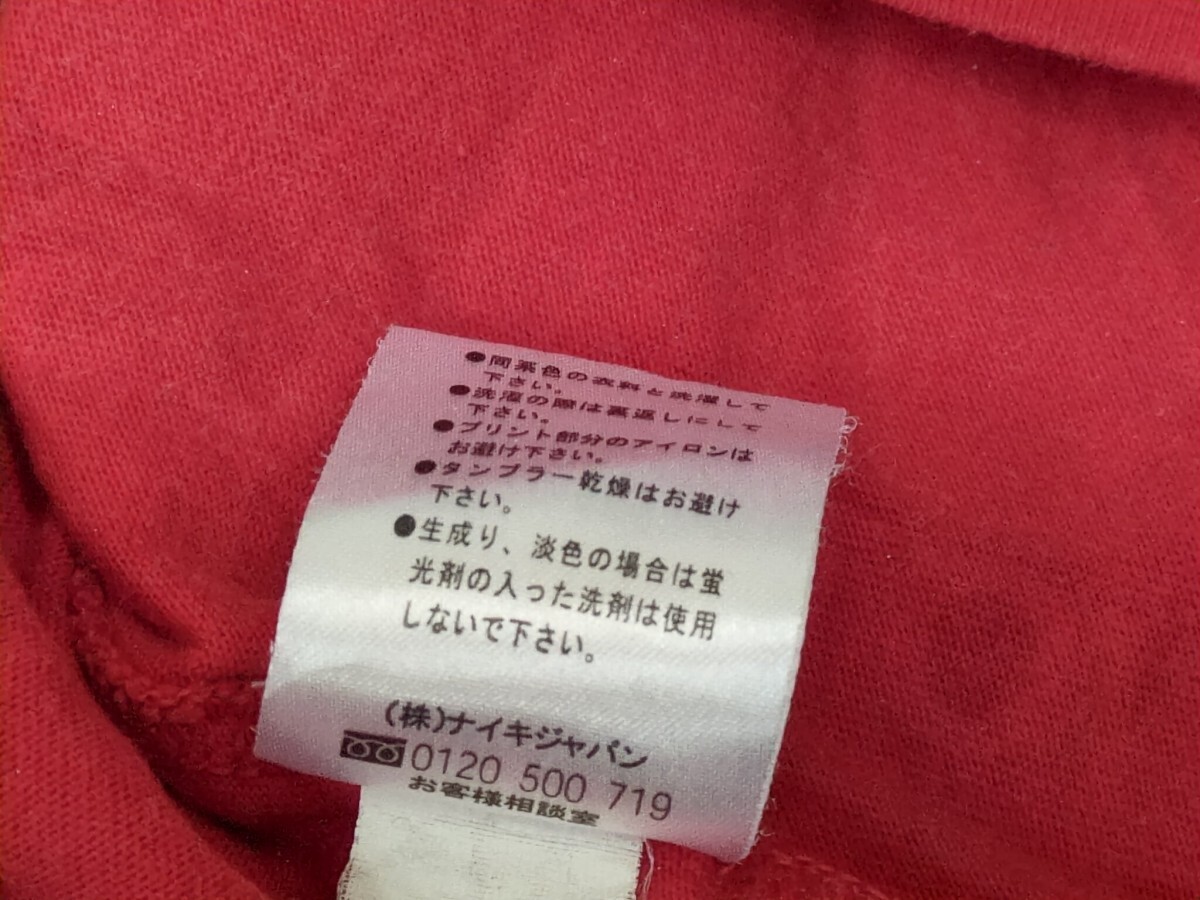 ●同系色の衣料と洗濯して
下さい。
●洗濯の際は裏返しにして
下さい。
●プリント部分のアイロンは
お避け下さい。
●タンブラー乾燥はお避け
下さい。
●生成り、淡色の場合は蛍
光剤の入った洗剤は使用
しないで下さい。
(株)ナイキジャパン
0120 500 719
お客様相談室